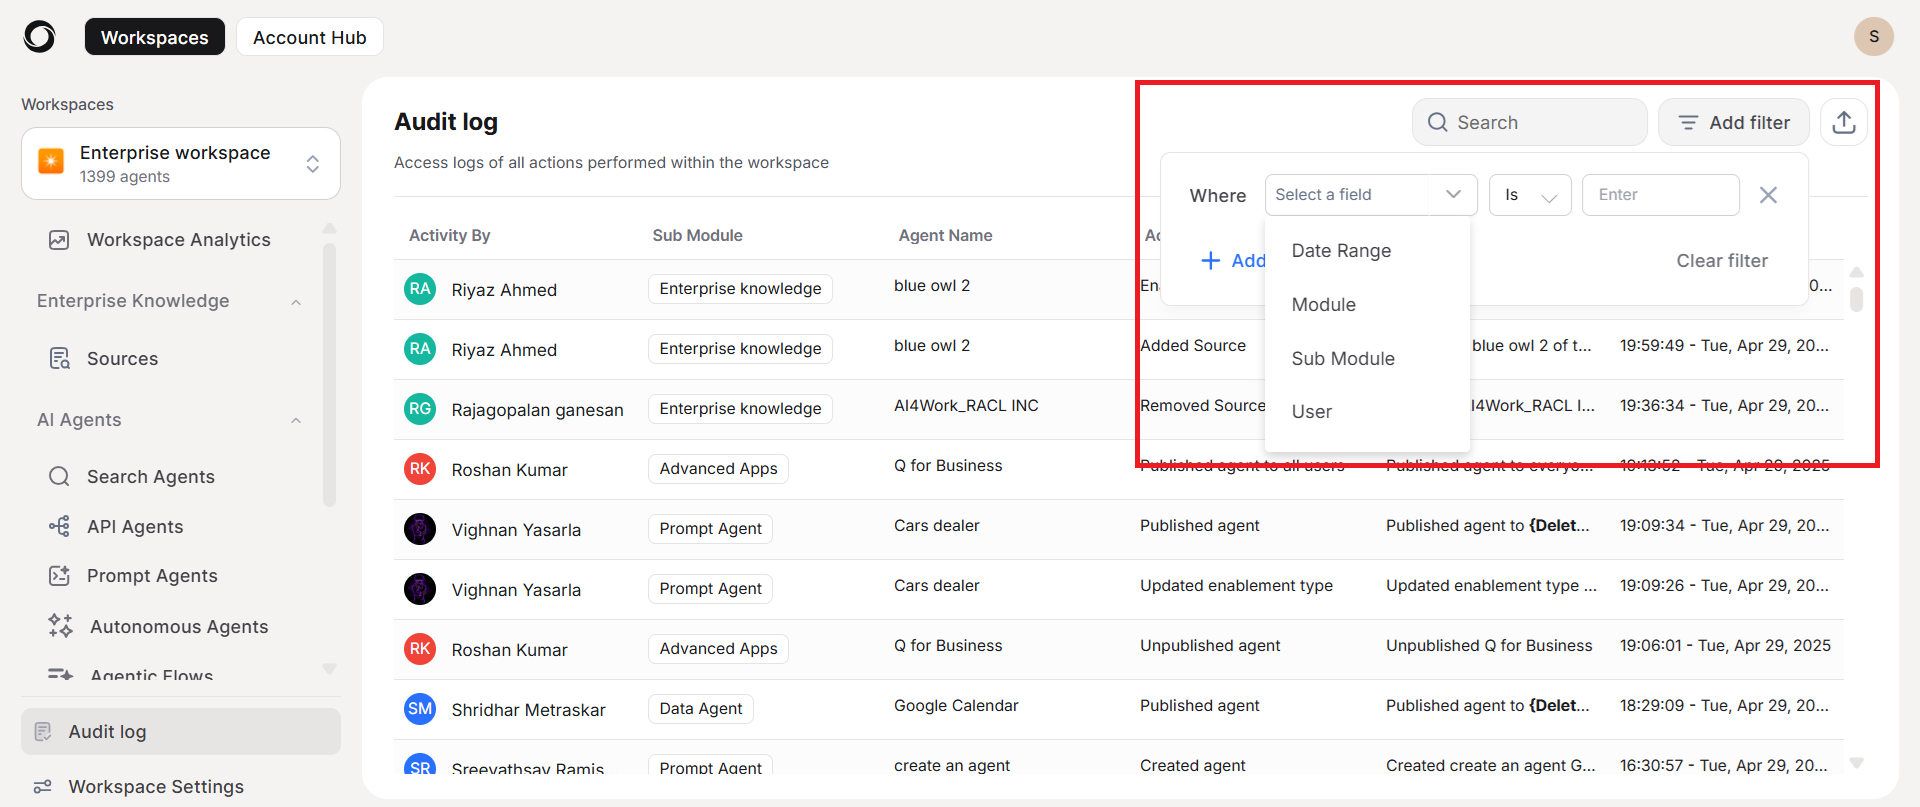 Workspaces
Account Hub
S
Workspaces
Enterprise workspace
1399 agents
Workspace Analytics
Enterprise Knowledge
Sources
AI Agents
Search Agents
API Agents
Prompt Agents
Autonomous Agents
Agentic Flows
Audit log
Workspace Settings
Audit log
Access logs of all actions performed within the workspace
Search
Add filter
Where Select a field Is Enter
Date Range
Module
Sub Module
User
Add
Clear filter
Activity By Sub Module Agent Name Ac
RA Riyaz Ahmed Enterprise knowledge blue owl 2 En 0...
RA Riyaz Ahmed Enterprise knowledge blue owl 2 Added Source blue owl 2 of t... 19:59:49 - Tue, Apr 29, 20...
RG Rajagopalan ganesan Enterprise knowledge AI4Work_RACL INC Removed Source I4Work_RACL I... 19:36:34 - Tue, Apr 29, 20...
RK Roshan Kumar Advanced Apps Q for Business Published agent to all users Published agent to everyo... 19:13:52 - Tue, Apr 29, 2025
Vighnan Yasarla Prompt Agent Cars dealer Published agent Published agent to {Delet... 19:09:34 - Tue, Apr 29, 20...
Vighnan Yasarla Prompt Agent Cars dealer Updated enablement type Updated enablement type ... 19:09:26 - Tue, Apr 29, 20...
RK Roshan Kumar Advanced Apps Q for Business Unpublished agent Unpublished Q for Business 19:06:01 - Tue, Apr 29, 2025
SM Shridhar Metraskar Data Agent Google Calendar Published agent Published agent to {Delet... 18:29:09 - Tue, Apr 29, 20...
SR Sreevathsav Ramis Prompt Agent create an agent Created agent Created create an agent G... 16:30:57 - Tue, Apr 29, 20...